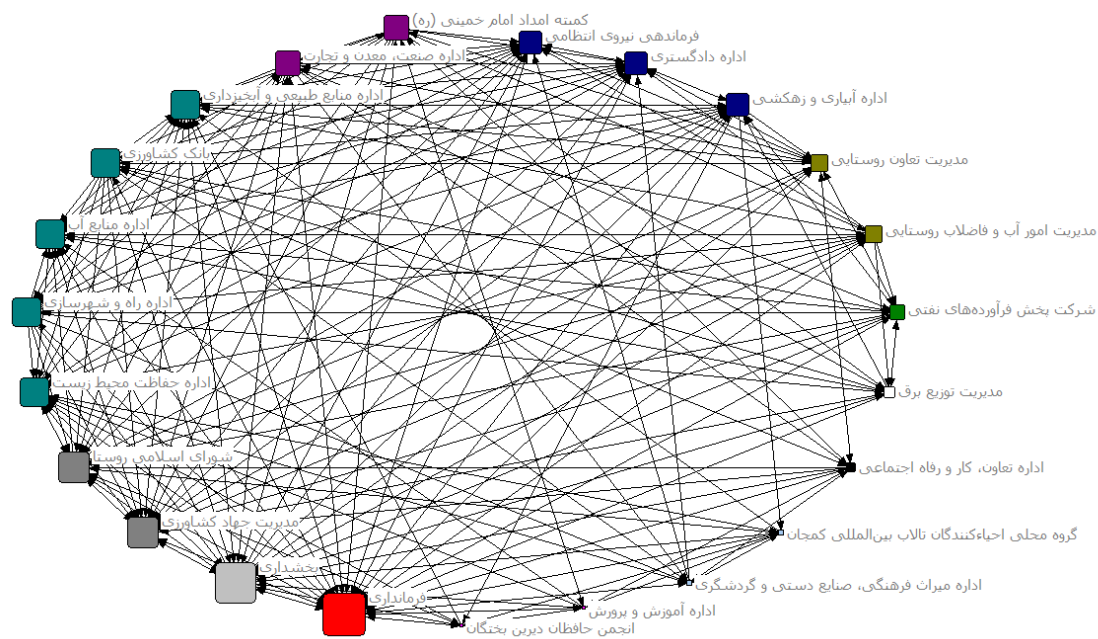 کمیته امداد امام خمینی (ره)
فرماندهی نیروی انتظامی
اداره دادگستری
اداره صنعت، معدن و تجارت
اداره منابع طبیعی و آبخیزداری
اداره آبیاری و زهکشی
بانک کشاورزی
مدیریت تعاون روستایی
اداره منابع آب
مدیریت امور آب و فاضلاب روستایی
اداره راه و شهرسازی
شرکت پخش فرآورده‌های نفتی
اداره حفاظت محیط زیست
مدیریت توزیع برق
شورای اسلامی روستا
اداره تعاون، کار و رفاه اجتماعی
مدیریت جهاد کشاورزی
گروه محلی احیاءکنندگان تالاب بین‌المللی کمجان
بخشداری
اداره میراث فرهنگی، صنایع دستی و گردشگری
فرمانداری
اداره آموزش و پرورش
انجمن حافظان دیرین بختگان